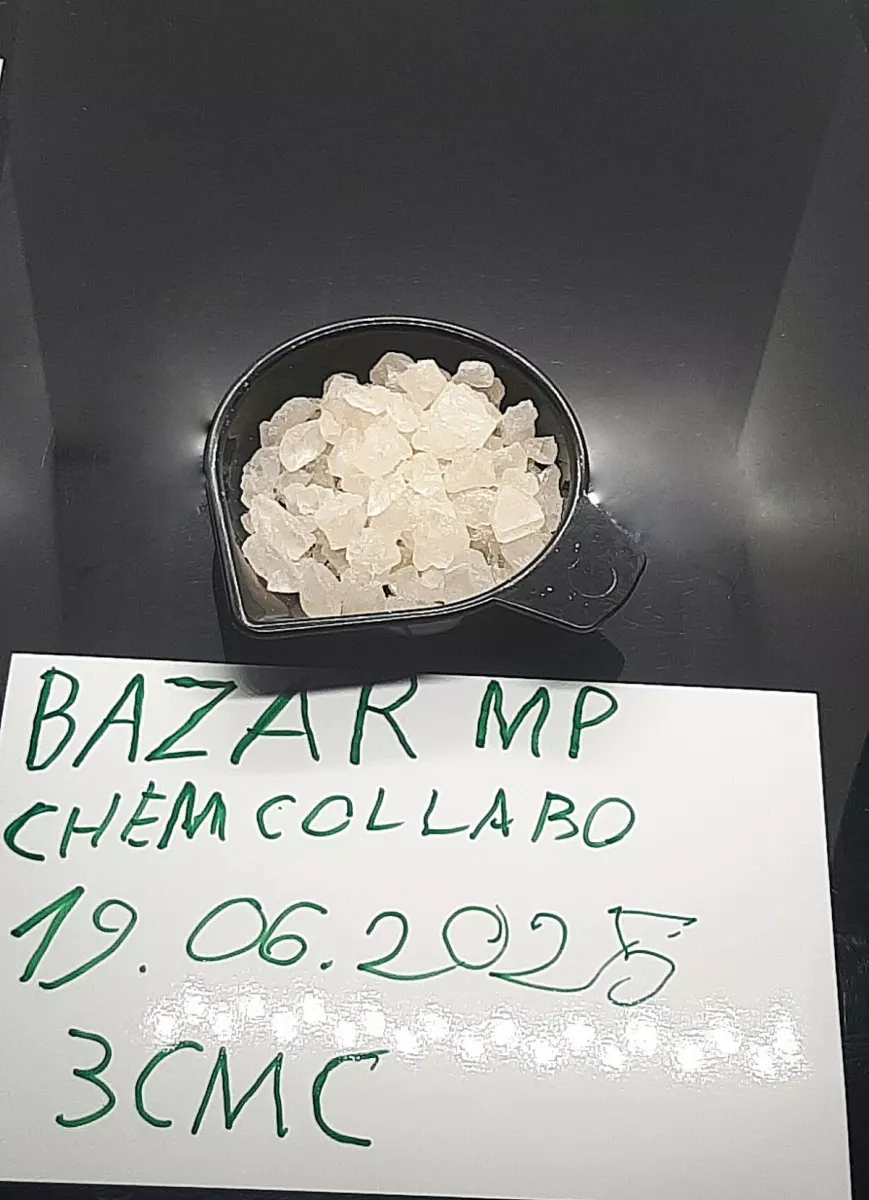 BAZAR MP
CHEMCOLLABO
19.06.2025
3CMC